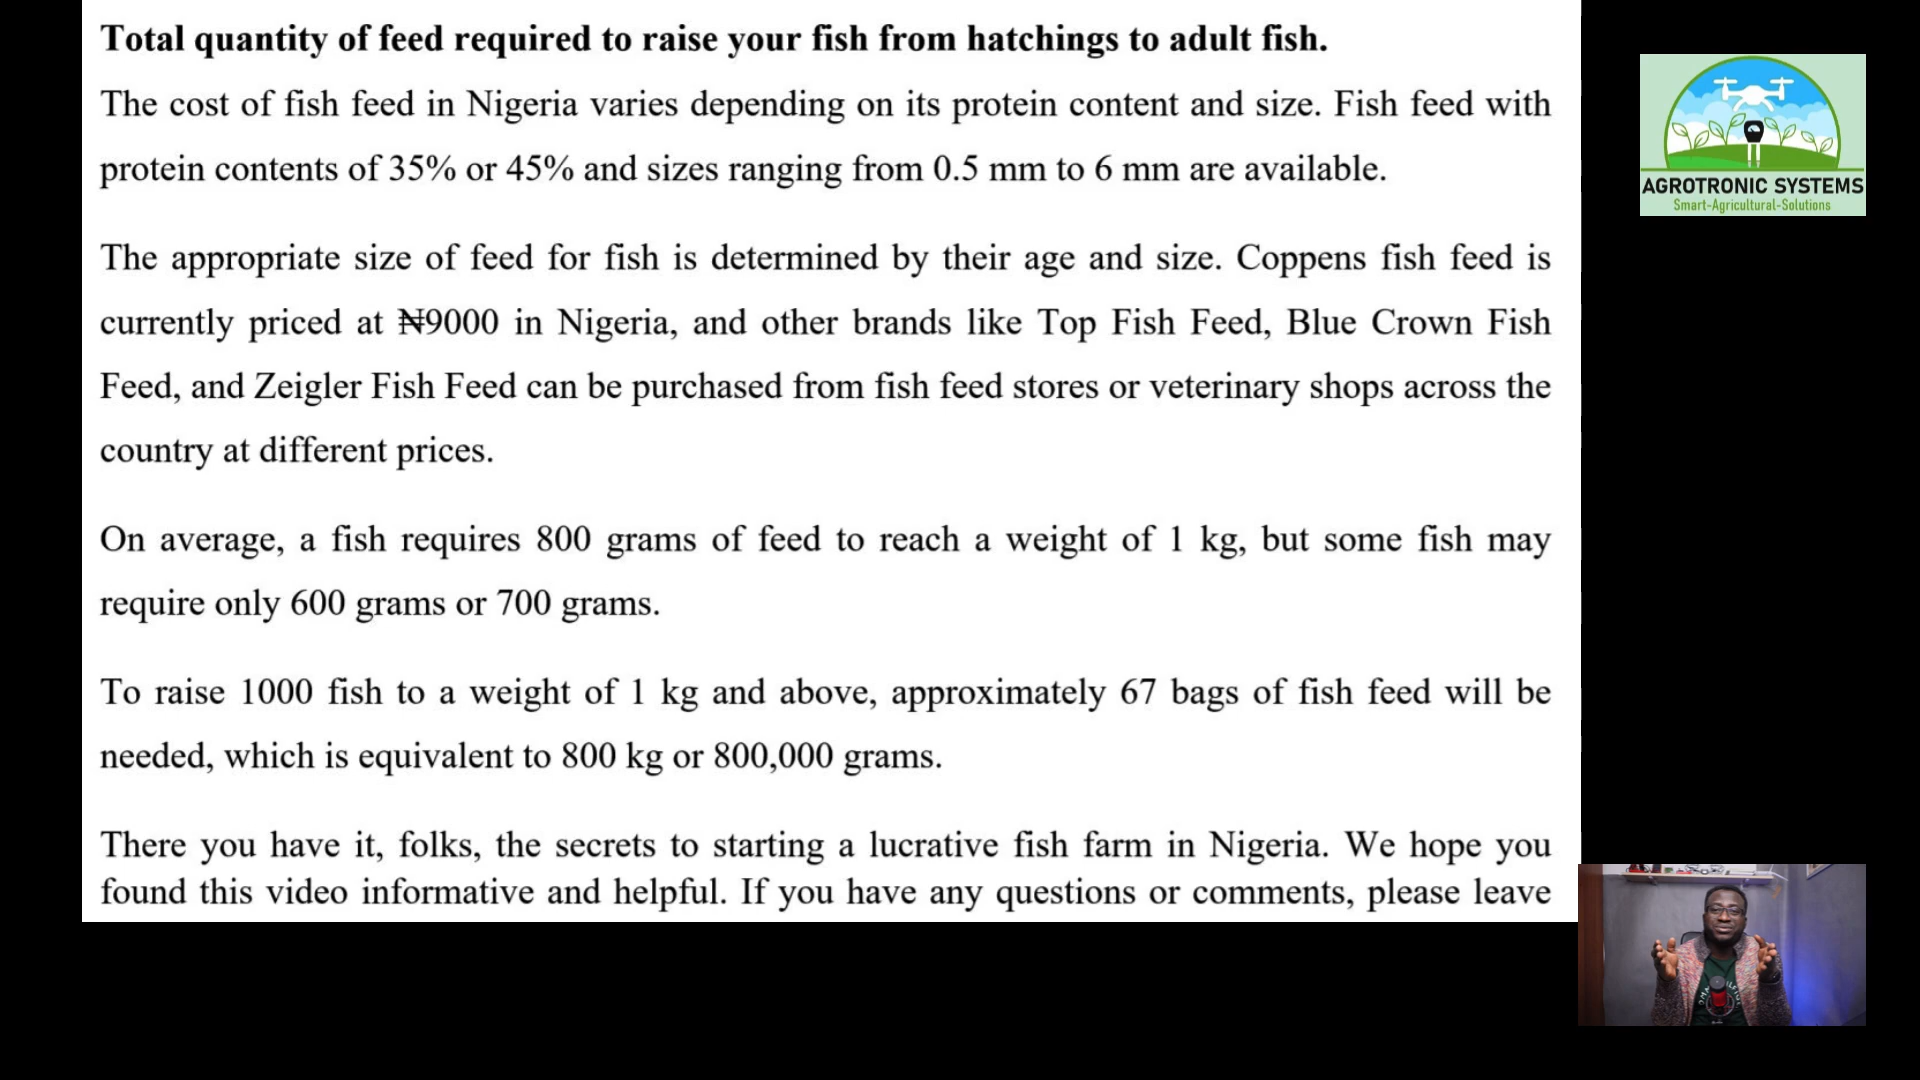 Total quantity of feed required to raise your fish from hatchings to adult fish.
The cost of fish feed in Nigeria varies depending on its protein content and size. Fish feed with
protein contents of 35% or 45% and sizes ranging from 0.5 mm to 6 mm are available.
The appropriate size of feed for fish is determined by their age and size. Coppens fish feed is
currently priced at ₦9000 in Nigeria, and other brands like Top Fish Feed, Blue Crown Fish
Feed, and Zeigler Fish Feed can be purchased from fish feed stores or veterinary shops across the
country at different prices.
On average, a fish requires 800 grams of feed to reach a weight of 1 kg, but some fish may
require only 600 grams or 700 grams.
To raise 1000 fish to a weight of 1 kg and above, approximately 67 bags of fish feed will be
needed, which is equivalent to 800 kg or 800,000 grams.
There you have it, folks, the secrets to starting a lucrative fish farm in Nigeria. We hope you
found this video informative and helpful. If you have any questions or comments, please leave
AGROTRONIC SYSTEMS
Smart-Agricultural-Solutions